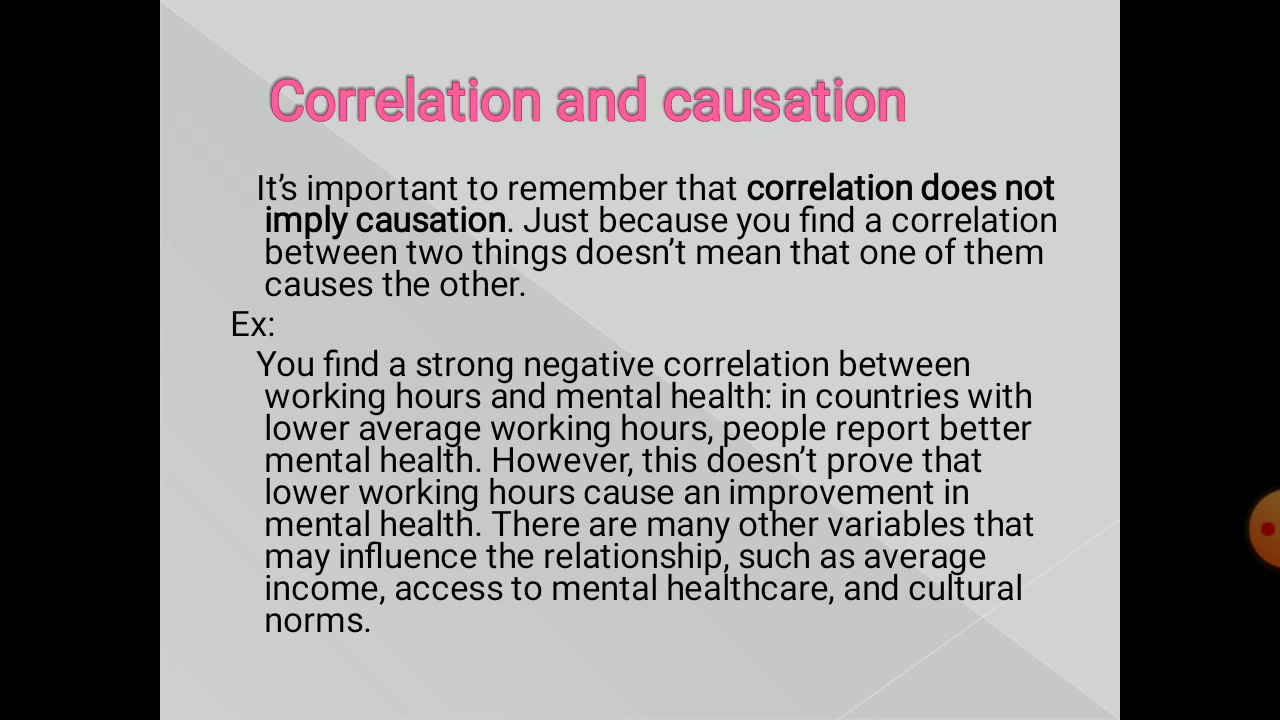 Correlation and causation
It’s important to remember that correlation does not
imply causation. Just because you find a correlation
between two things doesn’t mean that one of them
causes the other.
Ex:
You find a strong negative correlation between
working hours and mental health: in countries with
lower average working hours, people report better
mental health. However, this doesn’t prove that
lower working hours cause an improvement in
mental health. There are many other variables that
may influence the relationship, such as average
income, access to mental healthcare, and cultural
norms.